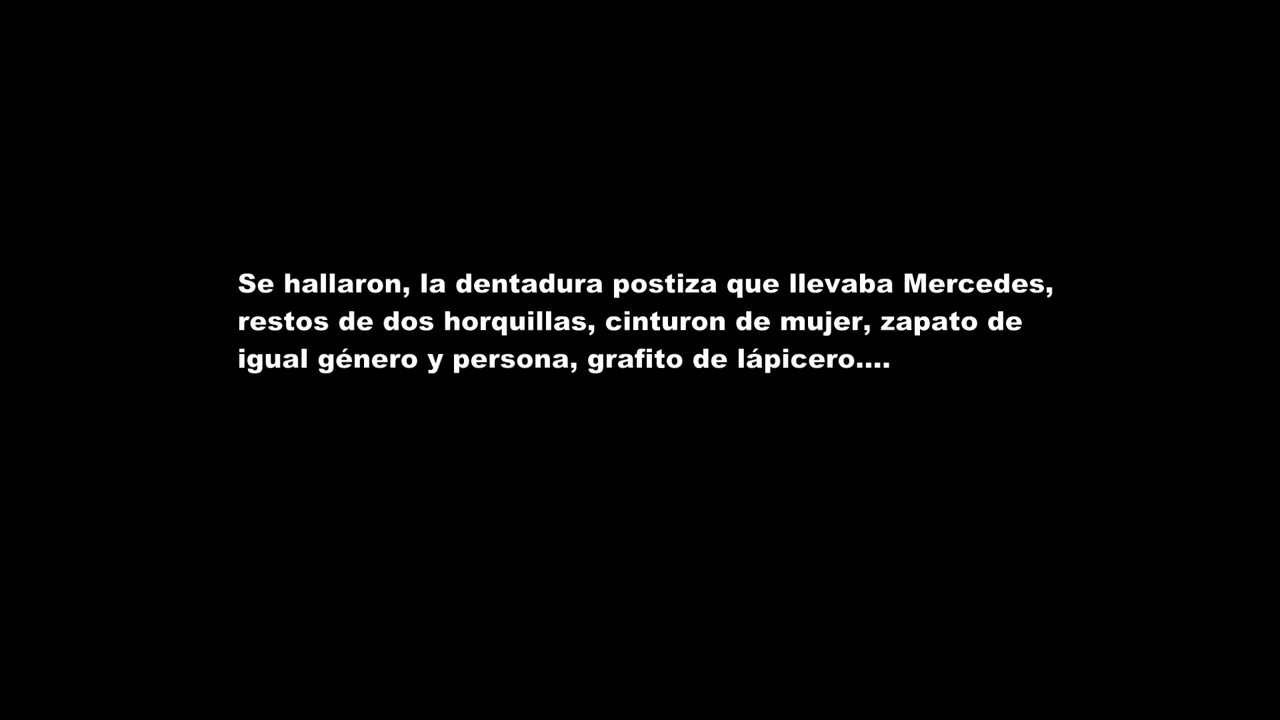 Se hallaron, la dentadura postiza que llevaba Mercedes,
restos de dos horquillas, cinturon de mujer, zapato de
igual género y persona, grafito de lápicero....